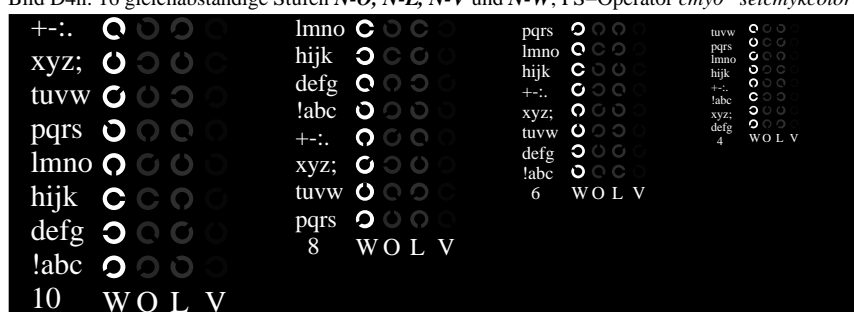 Bild D4n: 16 gleichabständige Stufen N-O, N-L, N-V und N-W; PS=Operator cmy0* setcmykcolor
+-:.
xyz;
tuvw
pqrs
lmno
hijk
defg
!abc
10 W O L V
lmno
hijk
defg
!abc
+-:.
xyz;
tuvw
pqrs
8 W O L V
pqrs
lmno
hijk
+-:.
xyz;
tuvw
defg
!abc
6 W O L V
tuvw
pqrs
lmno
hijk
+-:.
!abc
xyz;
defg
4 W O L V